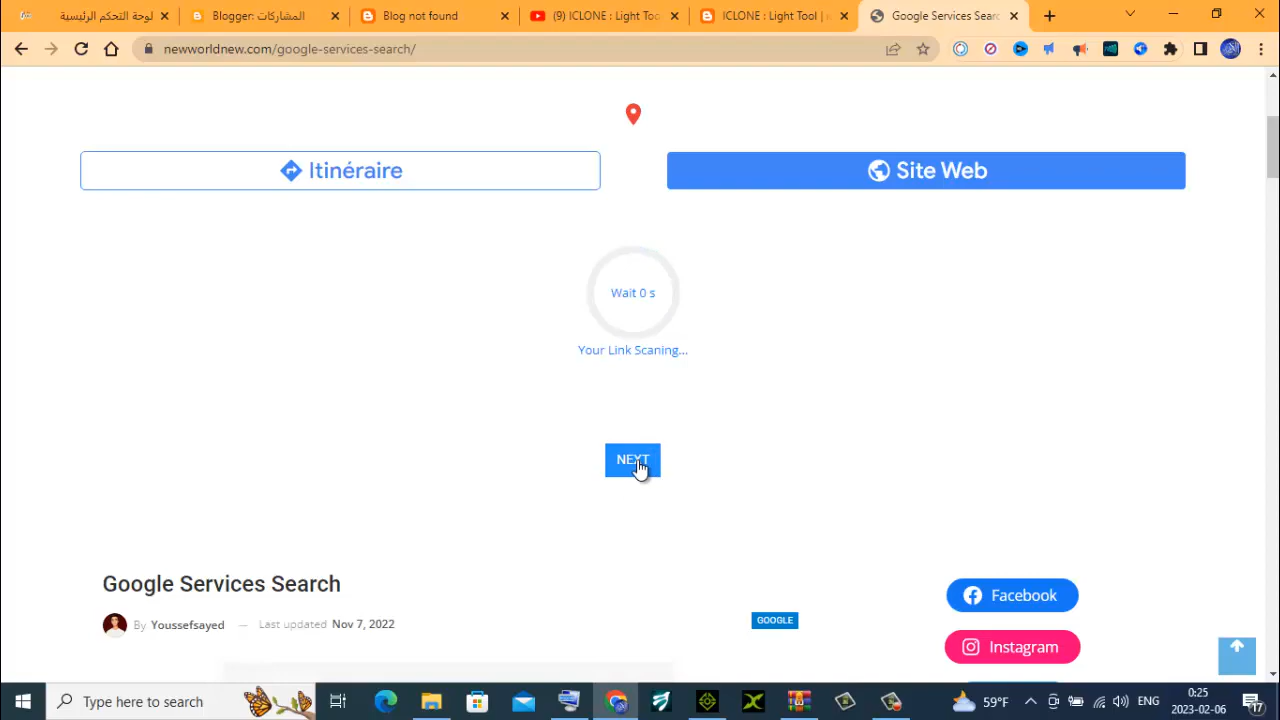 لوحة التحكم الرئيسية
Blogger: المشاركات
Blog not found
(9) ICLONE : Light Too
ICLONE : Light Tool |
Google Services Searc
newworldnew.com/google-services-search/
Itinéraire
Site Web
Wait 0 s
Your Link Scaning...
NEXT
Google Services Search
By Youssefsayed — Last updated Nov 7, 2022
GOOGLE
Facebook
Instagram
Type here to search
59°F
ENG
0:25
2023-02-06
17